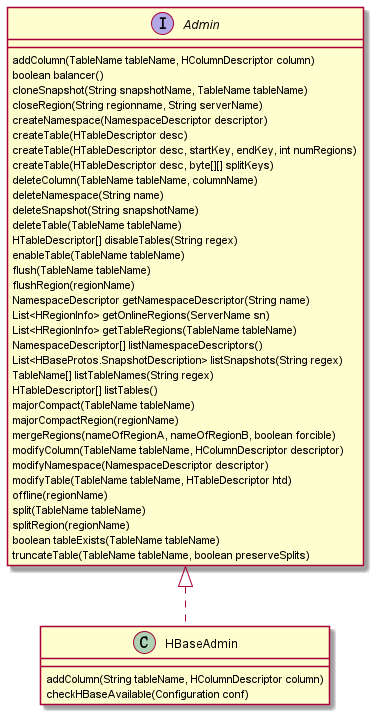 I Admin
addColumn(TableName tableName, HColumnDescriptor column)
boolean balancer()
cloneSnapshot(String snapshotName, TableName tableName)
closeRegion(String regionname, String serverName)
createNamespace(NamespaceDescriptor descriptor)
createTable(HTableDescriptor desc)
createTable(HTableDescriptor desc, startKey, endKey, int numRegions)
createTable(HTableDescriptor desc, byte[][] splitKeys)
deleteColumn(TableName tableName, columnName)
deleteNamespace(String name)
deleteSnapshot(String snapshotName)
deleteTable(TableName tableName)
HTableDescriptor[] disableTables(String regex)
enableTable(TableName tableName)
flush(TableName tableName)
flushRegion(regionName)
NamespaceDescriptor getNamespaceDescriptor(String name)
List<HRegionInfo> getOnlineRegions(ServerName sn)
List<HRegionInfo> getTableRegions(TableName tableName)
NamespaceDescriptor[] listNamespaceDescriptors()
List<HBaseProtos.SnapshotDescription> listSnapshots(String regex)
TableName[] listTableNames(String regex)
HTableDescriptor[] listTables()
majorCompact(TableName tableName)
majorCompactRegion(regionName)
mergeRegions(nameOfRegionA, nameOfRegionB, boolean forcible)
modifyColumn(TableName tableName, HColumnDescriptor descriptor)
modifyNamespace(NamespaceDescriptor descriptor)
modifyTable(TableName tableName, HTableDescriptor htd)
offline(regionName)
split(TableName tableName)
splitRegion(regionName)
boolean tableExists(TableName tableName)
truncateTable(TableName tableName, boolean preserveSplits)
C HBaseAdmin
addColumn(String tableName, HColumnDescriptor column)
checkHBaseAvailable(Configuration conf)